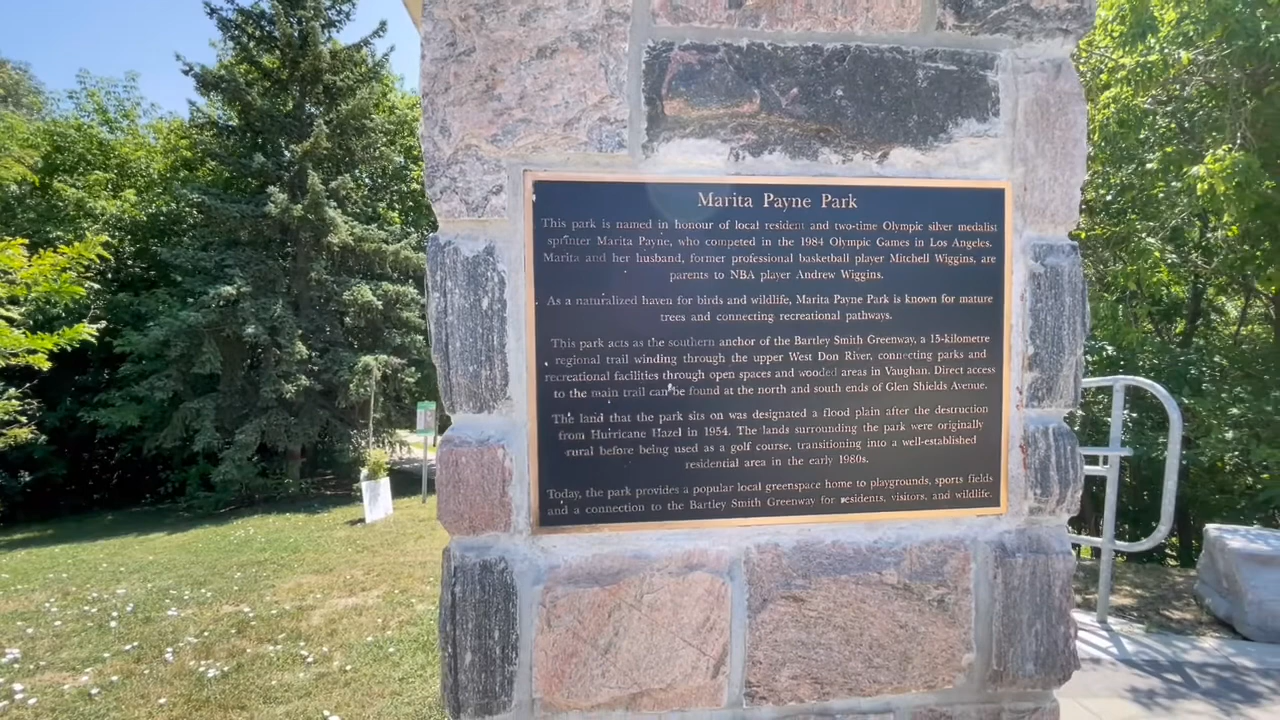 Marita Payne Park
This park is named in honour of local resident and two-time Olympic silver medalist
sprinter Marita Payne, who competed in the 1984 Olympic Games in Los Angeles.
Marita and her husband, former professional basketball player Mitchell Wiggins, are
parents to NBA player Andrew Wiggins.
As a naturalized haven for birds and wildlife, Marita Payne Park is known for mature
trees and connecting recreational pathways.
This park acts as the southern anchor of the Bartley Smith Greenway, a 15-kilometre
regional trail winding through the upper West Don River, connecting parks and
recreational facilities through open spaces and wooded areas in Vaughan. Direct access
to the main trail can be found at the north and south ends of Glen Shields Avenue.
The land that the park sits on was designated a flood plain after the destruction
from Hurricane Hazel in 1954. The lands surrounding the park were originally
rural before being used as a golf course, transitioning into a well-established
residential area in the early 1980s.
Today, the park provides a popular local greenspace home to playgrounds, sports fields
and a connection to the Bartley Smith Greenway for residents, visitors, and wildlife.